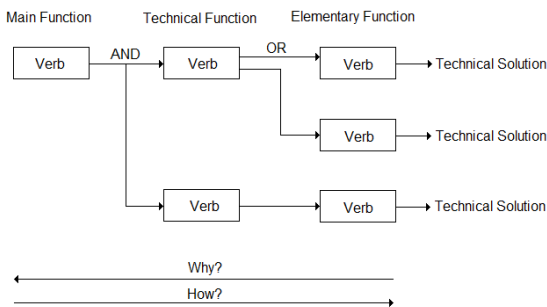 Main Function
Technical Function
Elementary Function
AND
OR
Verb
Verb
Verb
Technical Solution
Verb
Technical Solution
Verb
Verb
Technical Solution
Why?
How?